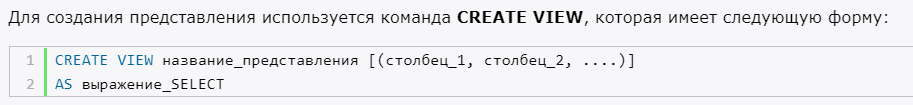 Для создания представления используется команда CREATE VIEW, которая имеет следующую форму:
1 CREATE VIEW название_представления [(столбец_1, столбец_2, ....)]
2 AS выражение_SELECT